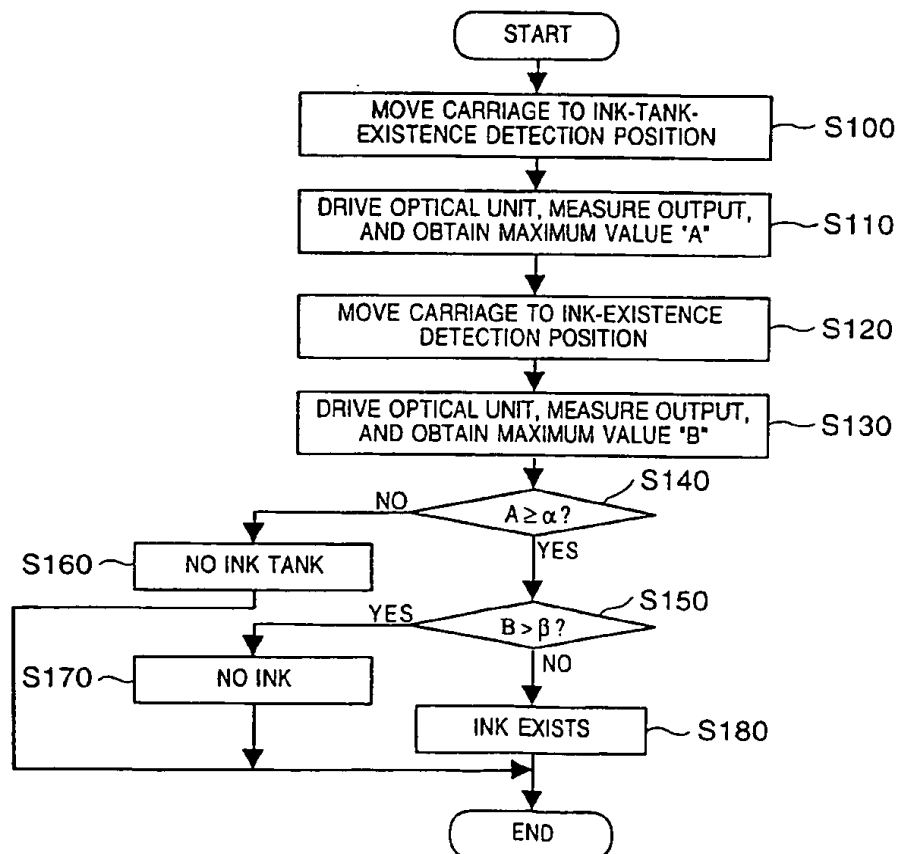 START
MOVE CARRIAGE TO INK-TANK-
EXISTENCE DETECTION POSITION
S100
DRIVE OPTICAL UNIT, MEASURE OUTPUT,
AND OBTAIN MAXIMUM VALUE "A"
S110
MOVE CARRIAGE TO INK-EXISTENCE
DETECTION POSITION
S120
DRIVE OPTICAL UNIT, MEASURE OUTPUT,
AND OBTAIN MAXIMUM VALUE "B"
S130
S140
NO
A ≥ α?
YES
S160
NO INK TANK
S150
YES
B > β?
NO
S170
NO INK
INK EXISTS
S180
END